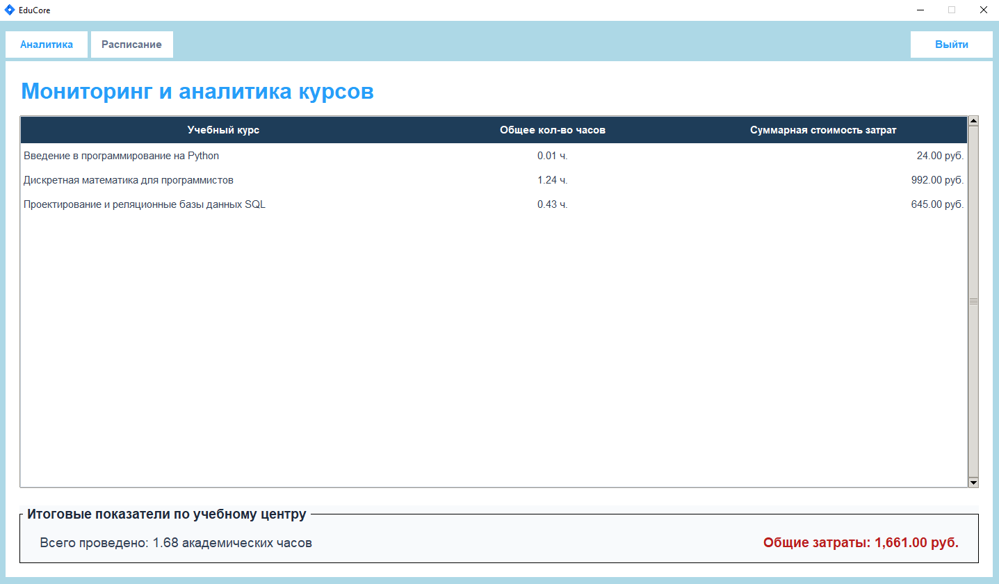 EduCore
Аналитика Расписание Выйти
Мониторинг и аналитика курсов
Учебный курс Общее кол-во часов Суммарная стоимость затрат
Введение в программирование на Python 0.01 ч. 24.00 руб.
Дискретная математика для программистов 1.24 ч. 992.00 руб.
Проектирование и реляционные базы данных SQL 0.43 ч. 645.00 руб.
Итоговые показатели по учебному центру
Всего проведено: 1.68 академических часов Общие затраты: 1,661.00 руб.